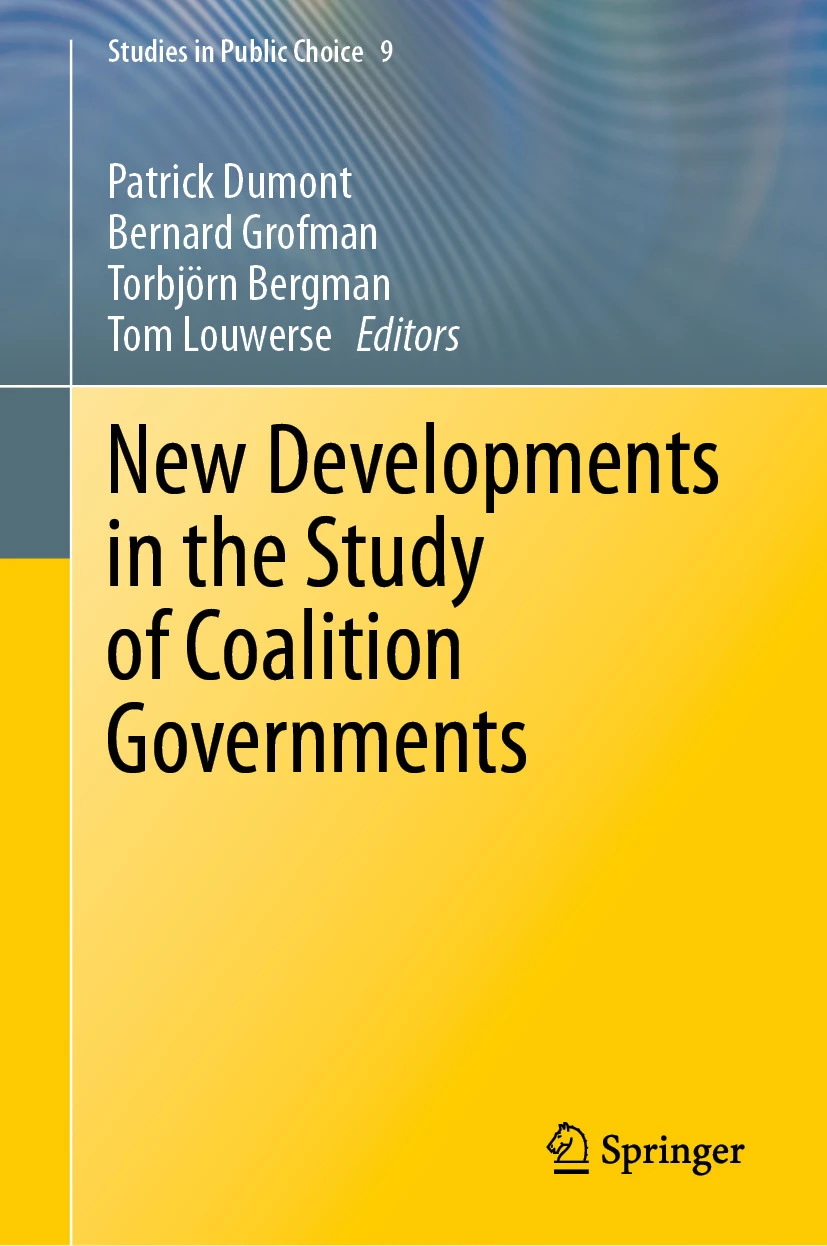 Studies in Public Choice 9
Patrick Dumont
Bernard Grofman
Torbjörn Bergman
Tom Louwerse Editors
New Developments
in the Study
of Coalition
Governments
Springer